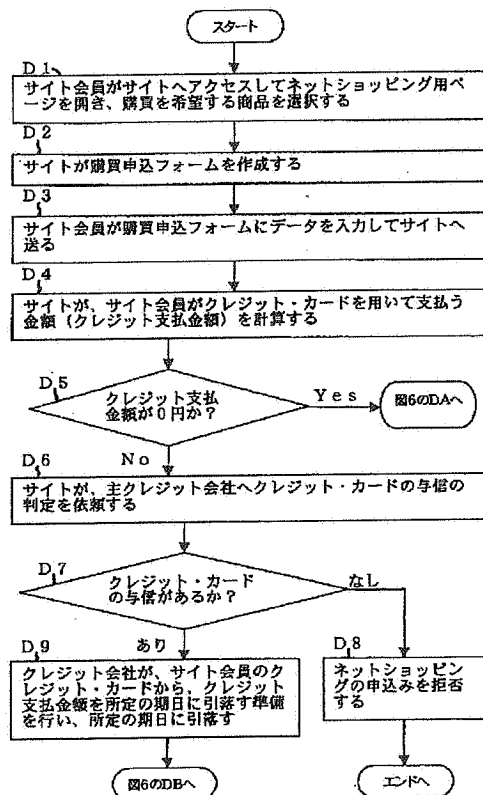 スタート
D1
サイト会員がサイトへアクセスしてネットショッピング用ペ
ージを開き、購買を希望する商品を選択する
D2
サイトが購買申込フォームを作成する
D3
サイト会員が購買申込フォームにデータを入力してサイトへ
送る
D4
サイトが、サイト会員がクレジット・カードを用いて支払う
金額（クレジット支払金額）を計算する
D5
クレジット支払
金額が0円か？
Yes
図6のDAへ
No
D6
サイトが、主クレジット会社へクレジット・カードの与信の
判定を依頼する
D7
クレジット・カード
の与信があるか？
なし
あり
D8
ネットショッピン
グの申込みを拒否
する
D9
クレジット会社が、サイト会員のク
レジット・カードから、クレジット
支払金額を所定の期日に引落す準備
を行い、所定の期日に引落す
図6のDBへ
エンドへ